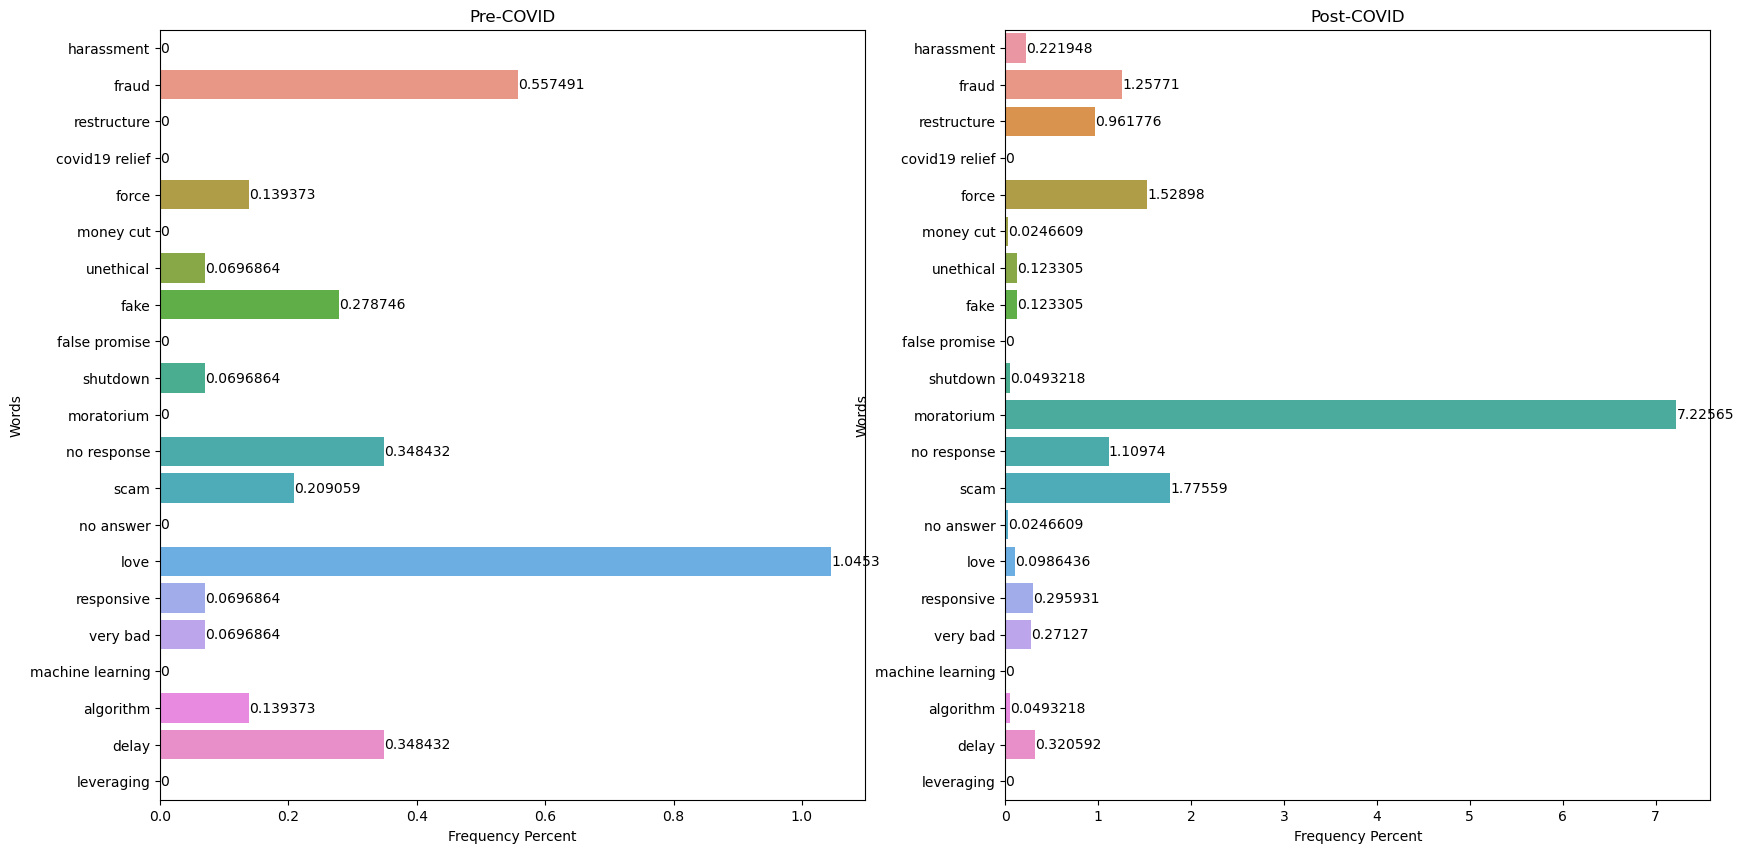 Pre-COVID
harassment 0
fraud 0.557491
restructure 0
covid19 relief 0
force 0.139373
money cut 0
unethical 0.0696864
fake 0.278746
false promise 0
shutdown 0.0696864
moratorium 0
no response 0.348432
scam 0.209059
no answer 0
love 1.0453
responsive 0.0696864
very bad 0.0696864
machine learning 0
algorithm 0.139373
delay 0.348432
leveraging 0
Words
0.0 0.2 0.4 0.6 0.8 1.0
Frequency Percent
Post-COVID
harassment 0.221948
fraud 1.25771
restructure 0.961776
covid19 relief 0
force 1.52898
money cut 0.0246609
unethical 0.123305
fake 0.123305
false promise 0
shutdown 0.0493218
moratorium 7.22565
no response 1.10974
scam 1.77559
no answer 0.0246609
love 0.0986436
responsive 0.295931
very bad 0.27127
machine learning 0
algorithm 0.0493218
delay 0.320592
leveraging 0
Words
0 1 2 3 4 5 6 7
Frequency Percent